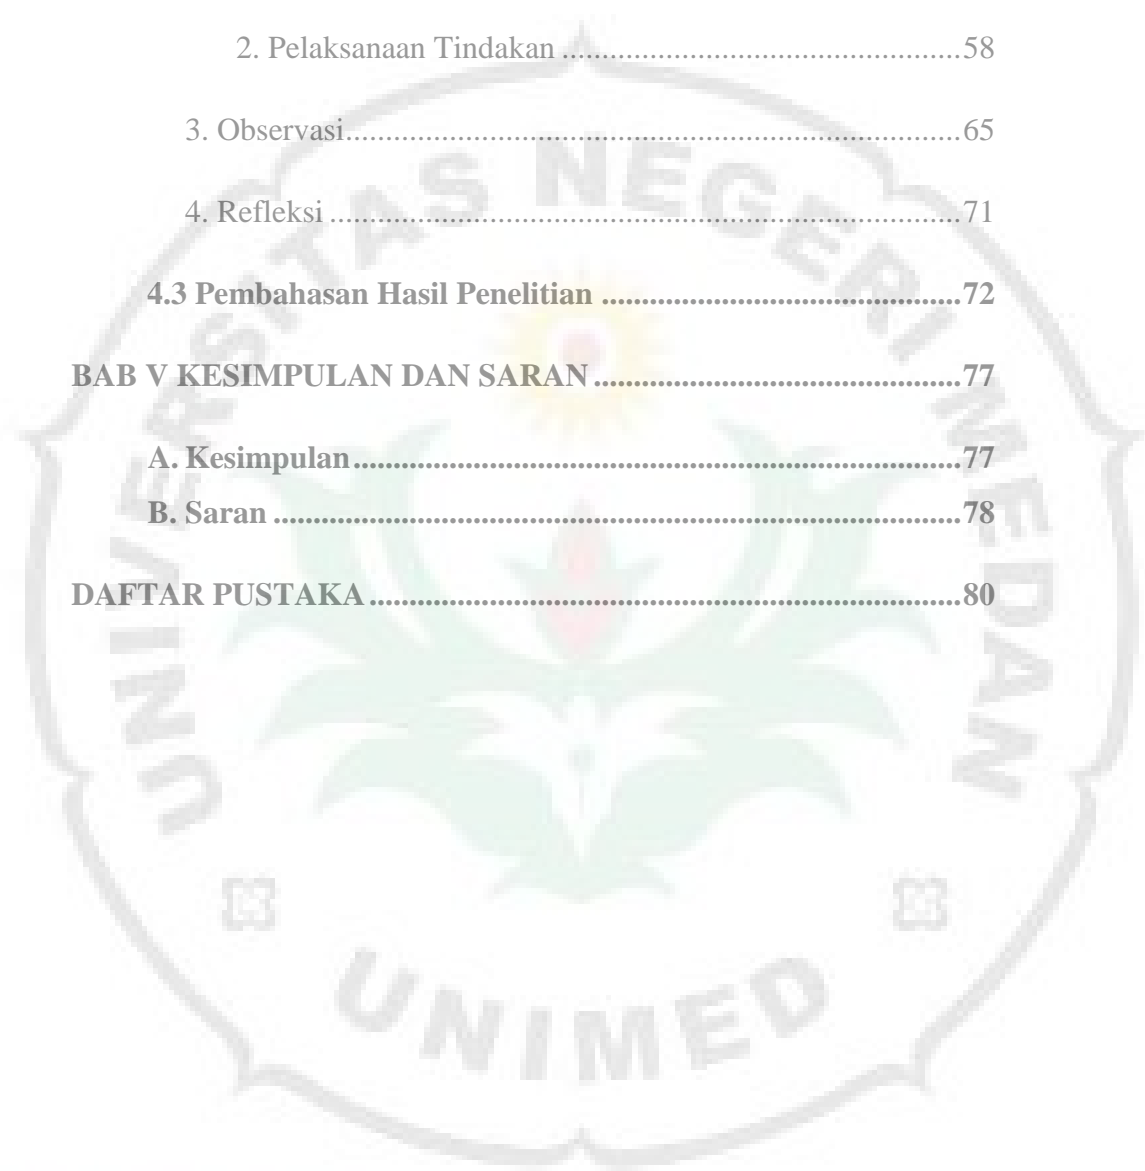 2. Pelaksanaan Tindakan ..................................................58
3. Observasi..............................................................................65
4. Refleksi ................................................................................71
4.3 Pembahasan Hasil Penelitian .............................................72
BAB V KESIMPULAN DAN SARAN ..............................................77
A. Kesimpulan............................................................................77
B. Saran ......................................................................................78
DAFTAR PUSTAKA ..........................................................................80
UNIVERSITAS NEGERI MEDAN
UNIMED